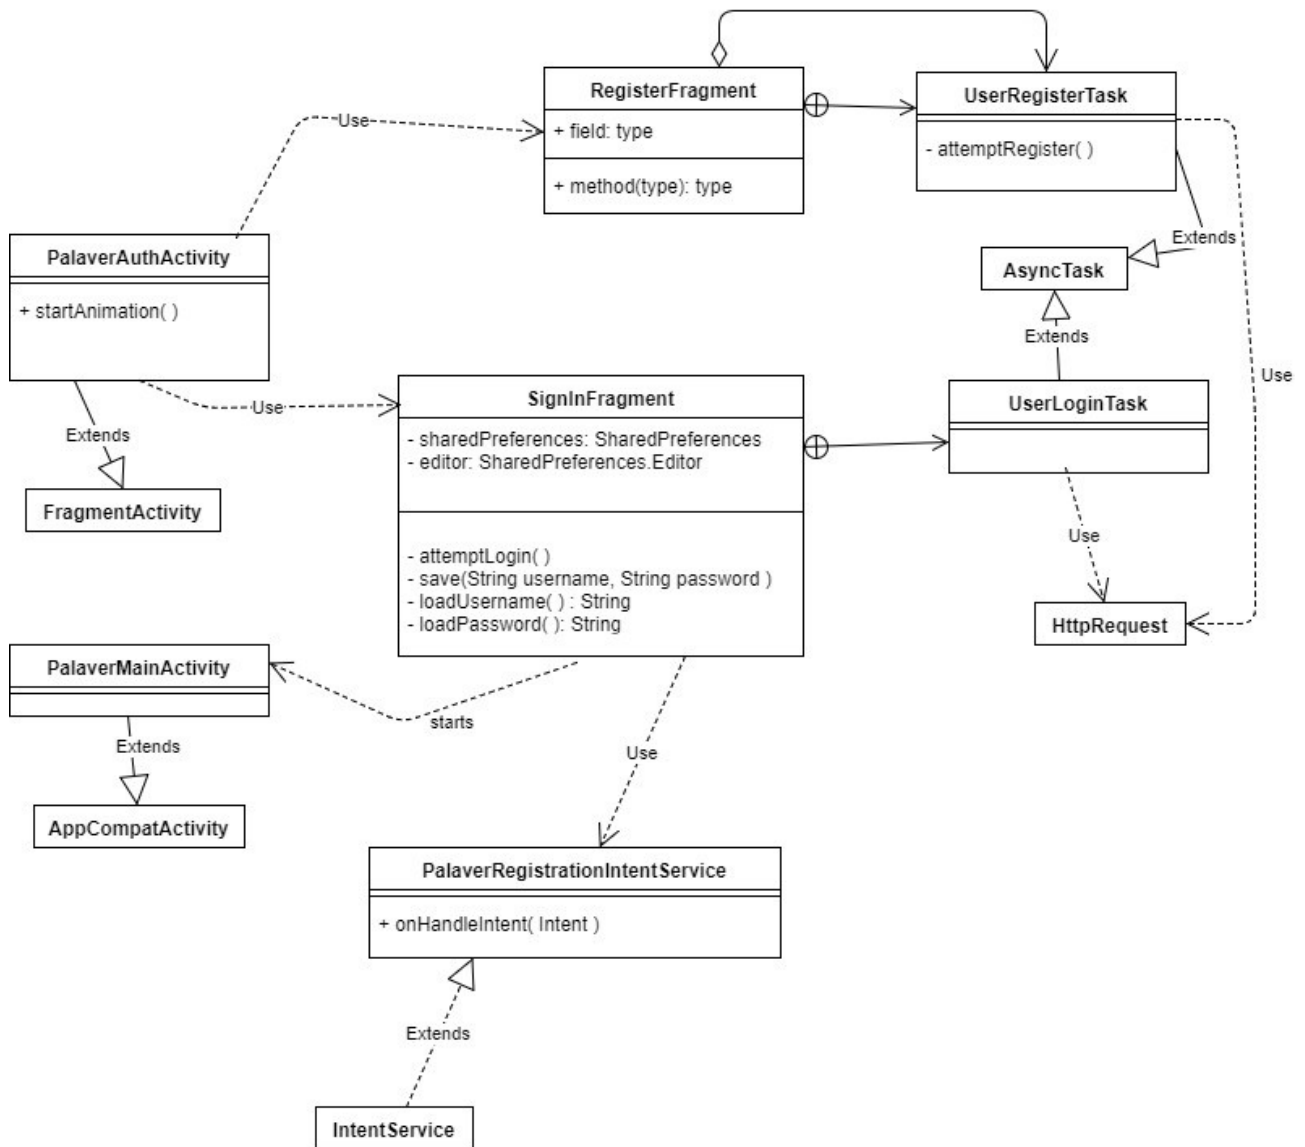 RegisterFragment
+ field: type
+ method(type): type
UserRegisterTask
- attemptRegister( )
Use
PalaverAuthActivity
+ startAnimation( )
Extends
AsyncTask
Extends
Use
Use
Extends
FragmentActivity
SignInFragment
- sharedPreferences: SharedPreferences
- editor: SharedPreferences.Editor
- attemptLogin( )
- save(String username, String password )
- loadUsername( ) : String
- loadPassword( ): String
UserLoginTask
Use
HttpRequest
PalaverMainActivity
starts
Extends
AppCompatActivity
Use
PalaverRegistrationIntentService
+ onHandleIntent( Intent )
Extends
IntentService